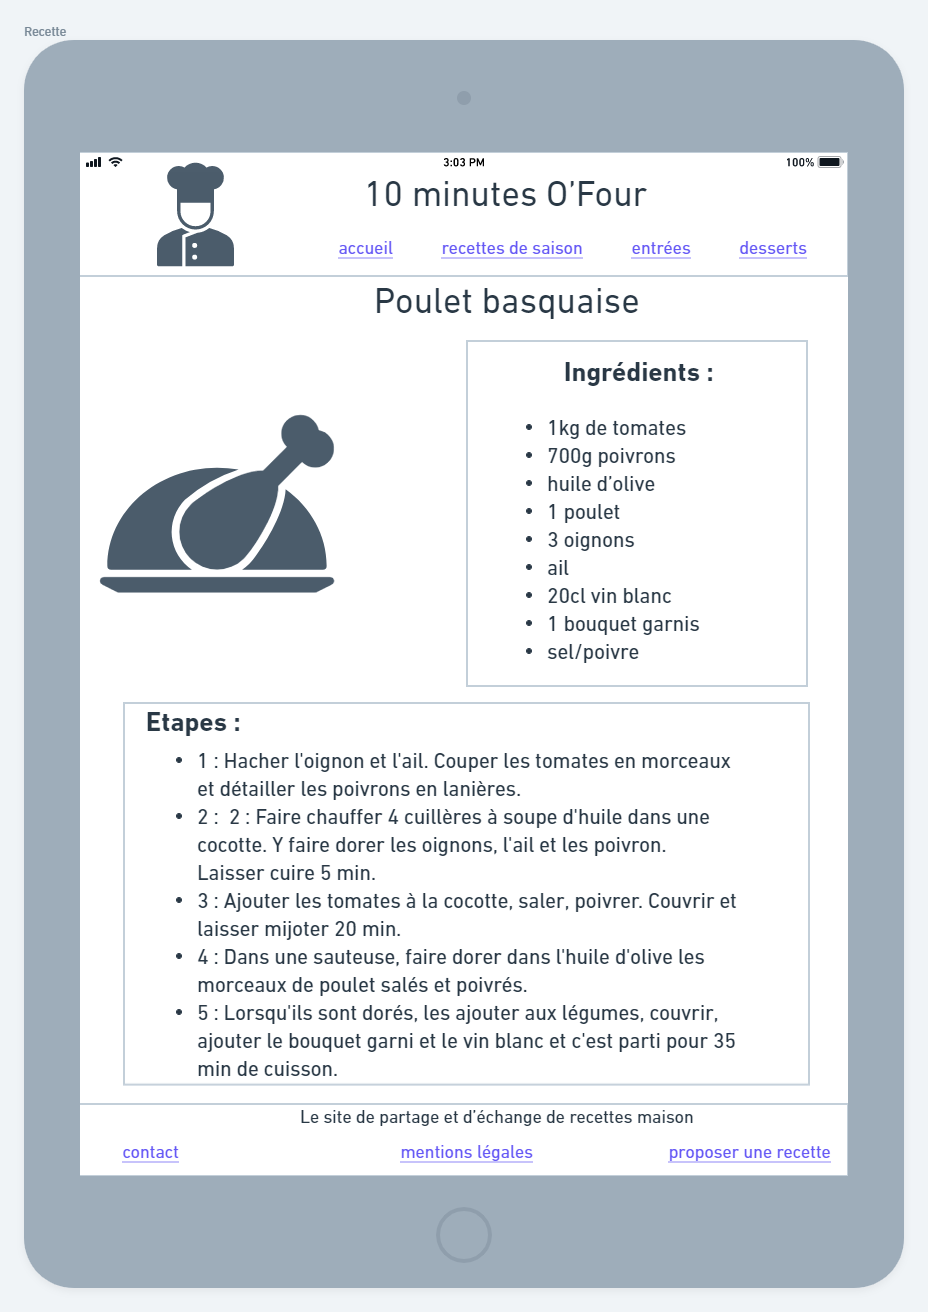 Recette
3:03 PM
100%
10 minutes O’Four
accueil recettes de saison entrées desserts
Poulet basquaise
Ingrédients :
• 1kg de tomates
• 700g poivrons
• huile d’olive
• 1 poulet
• 3 oignons
• ail
• 20cl vin blanc
• 1 bouquet garnis
• sel/poivre
Etapes :
• 1 : Hacher l'oignon et l'ail. Couper les tomates en morceaux
et détailler les poivrons en lanières.
• 2 :  2 : Faire chauffer 4 cuillères à soupe d'huile dans une
cocotte. Y faire dorer les oignons, l'ail et les poivron.
Laisser cuire 5 min.
• 3 : Ajouter les tomates à la cocotte, saler, poivrer. Couvrir et
laisser mijoter 20 min.
• 4 : Dans une sauteuse, faire dorer dans l'huile d'olive les
morceaux de poulet salés et poivrés.
• 5 : Lorsqu'ils sont dorés, les ajouter aux légumes, couvrir,
ajouter le bouquet garni et le vin blanc et c'est parti pour 35
min de cuisson.
Le site de partage et d’échange de recettes maison
contact mentions légales proposer une recette